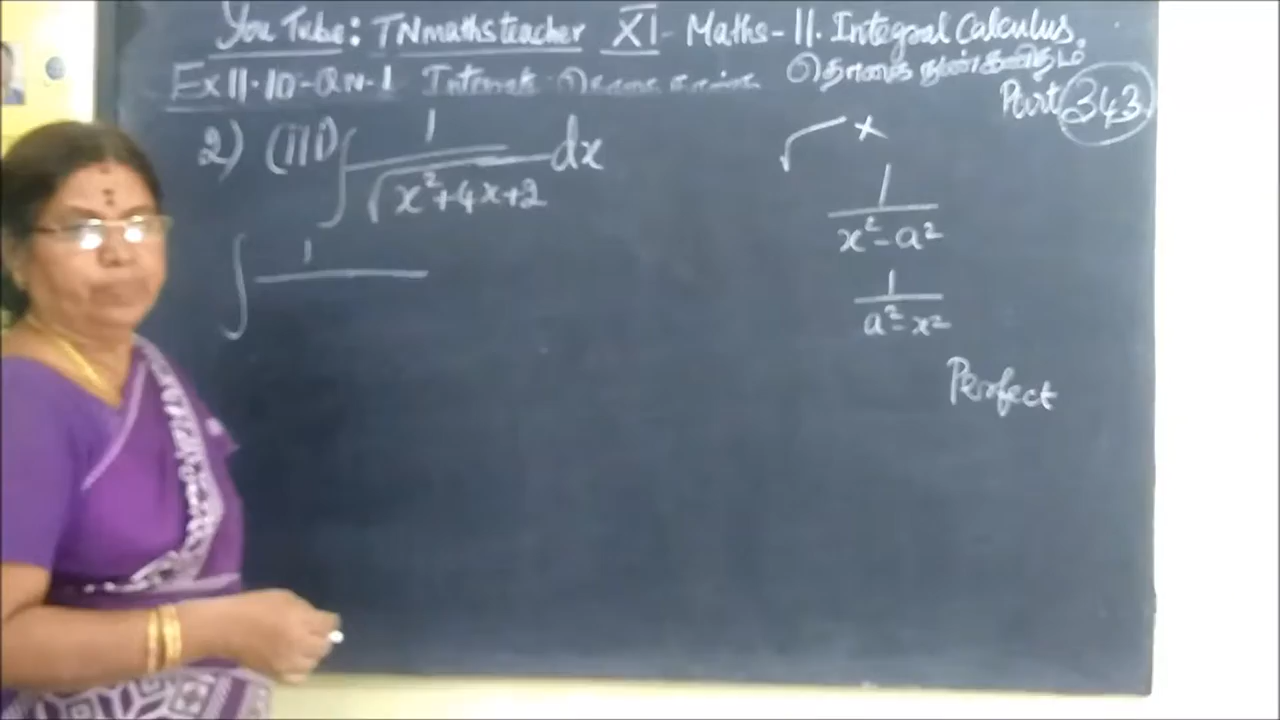 You Tube: TNmathsteacher XI- Maths-11. Integral Calculus.
Ex 11.10-QN-1
Part 343
2) (iii) ∫ 1/√(x²+4x+2) dx
∫ 1
√ x
1/(x²-a²)
1/(a²-x²)
Perfect